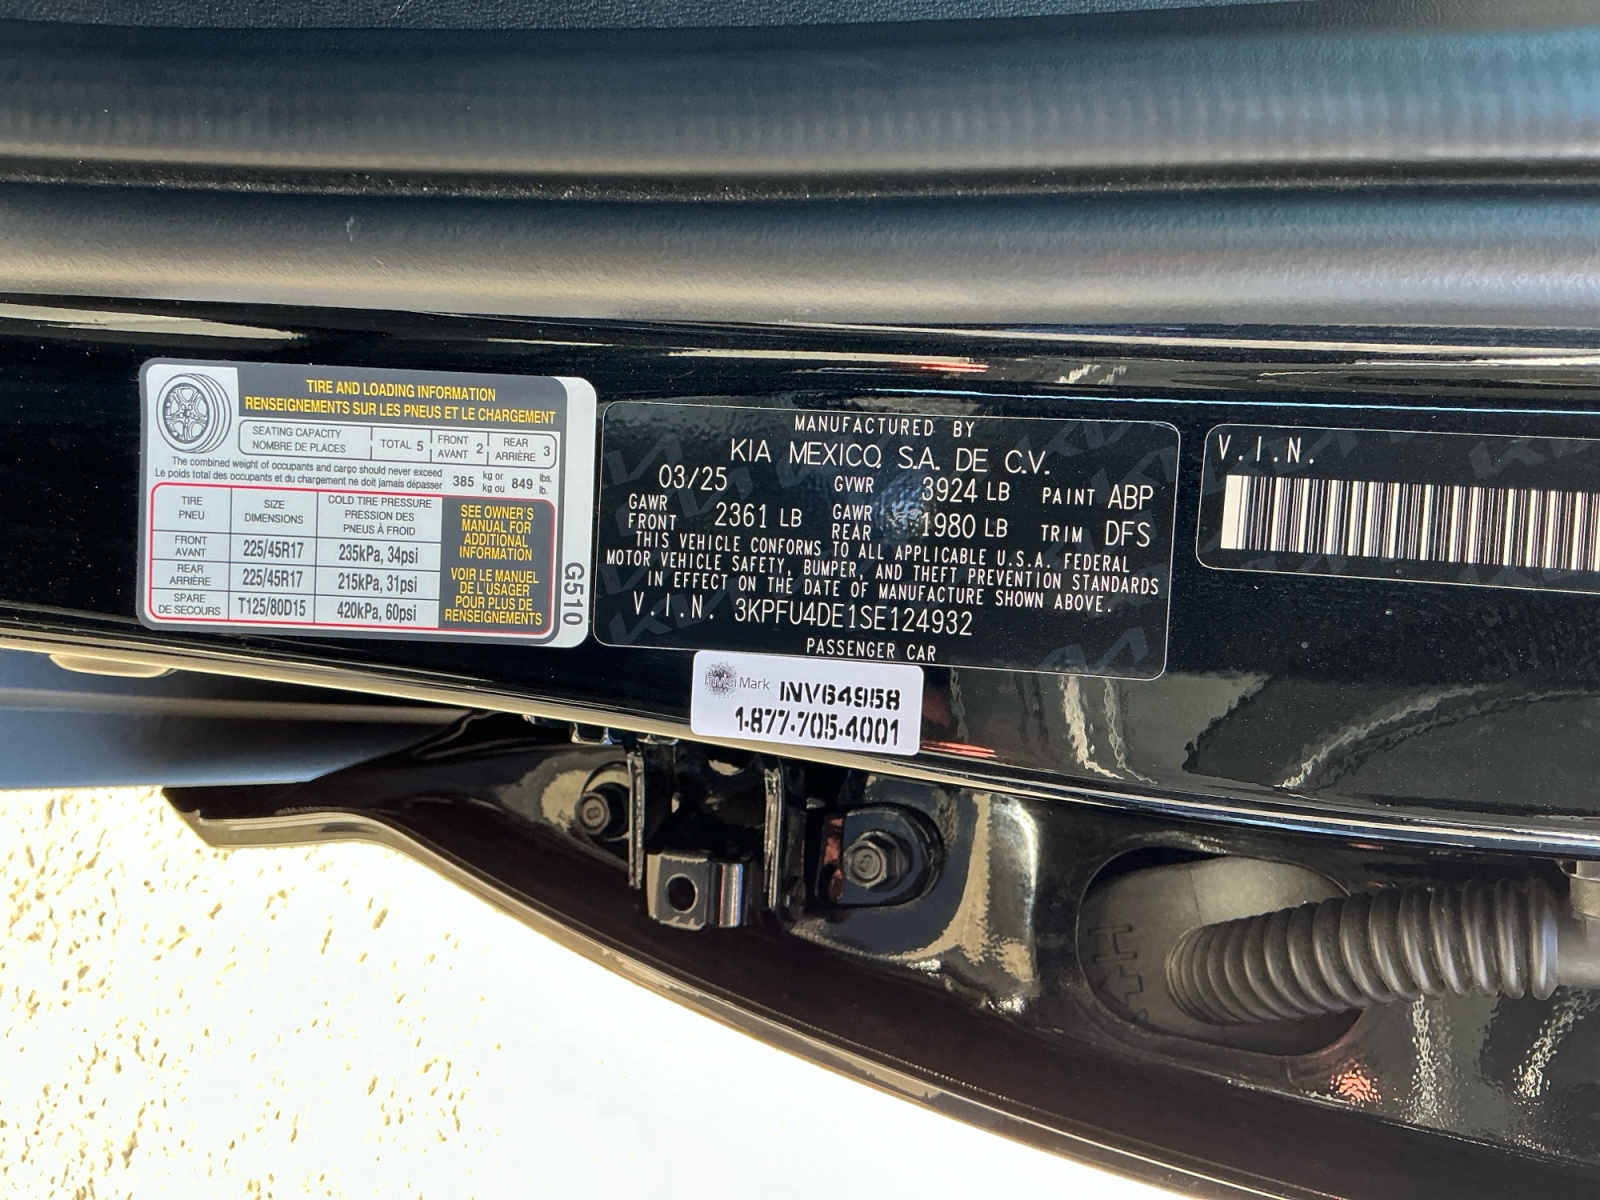 TIRE AND LOADING INFORMATION
RENSEIGNEMENTS SUR LES PNEUS ET LE CHARGEMENT
SEATING CAPACITY
NOMBRE DE PLACES
TOTAL 5
FRONT
AVANT 2
REAR
ARRIÈRE 3
The combined weight of occupants and cargo should never exceed
Le poids total des occupants et du chargement ne doit jamais dépasser
385 kg or
kg ou
849 lbs.
lb.
TIRE
PNEU
SIZE
DIMENSIONS
COLD TIRE PRESSURE
PRESSION DES
PNEUS À FROID
FRONT
AVANT
225/45R17
235kPa, 34psi
REAR
ARRIÈRE
225/45R17
215kPa, 31psi
SPARE
DE SECOURS
T125/80D15
420kPa, 60psi
SEE OWNER'S
MANUAL FOR
ADDITIONAL
INFORMATION
VOIR LE MANUEL
DE L'USAGER
POUR PLUS DE
RENSEIGNEMENTS
G510
MANUFACTURED BY
KIA MEXICO, S.A. DE C.V.
03/25 GVWR 3924 LB PAINT ABP
GAWR
FRONT 2361 LB
GAWR
REAR 1980 LB TRIM DFS
THIS VEHICLE CONFORMS TO ALL APPLICABLE U.S.A. FEDERAL
MOTOR VEHICLE SAFETY, BUMPER, AND THEFT PREVENTION STANDARDS
IN EFFECT ON THE DATE OF MANUFACTURE SHOWN ABOVE.
V.I.N. 3KPFU4DE1SE124932
PASSENGER CAR
V.I.N.
Mark INV64958
1-877-705-4001